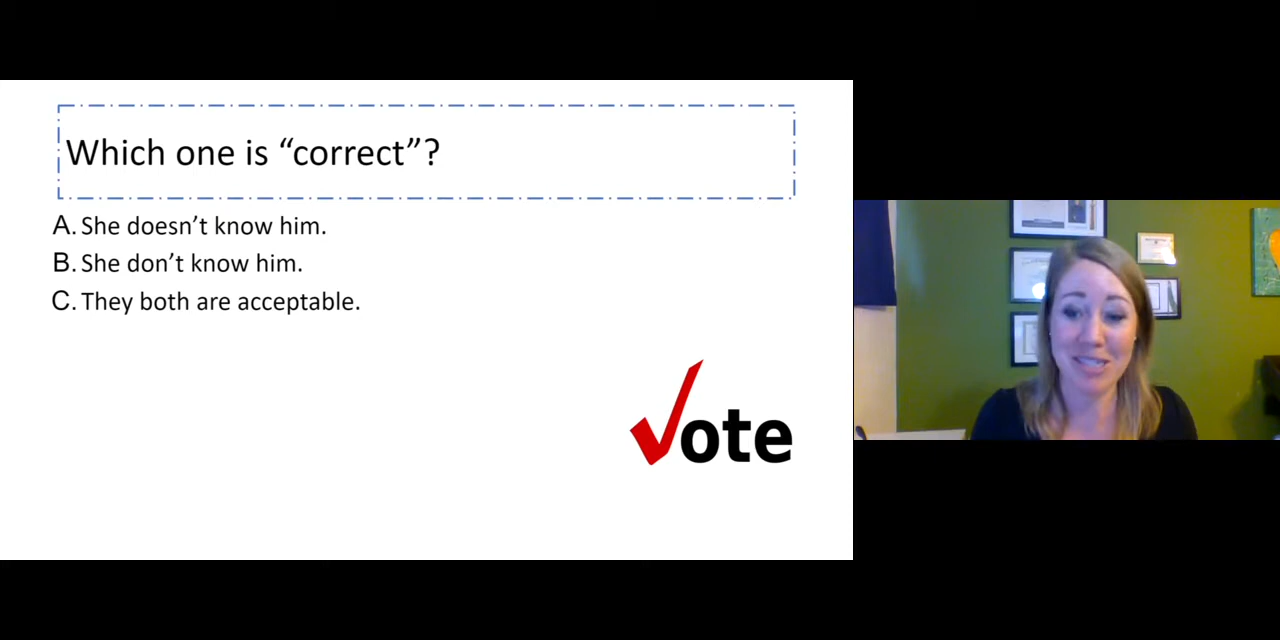 Which one is “correct”?
A. She doesn’t know him.
B. She don’t know him.
C. They both are acceptable.
Vote